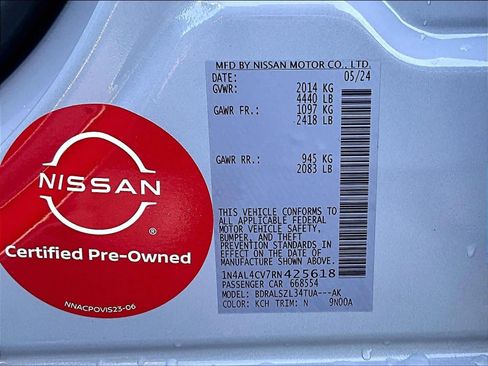 MFD BY NISSAN MOTOR CO., LTD.
DATE: 05/24
GVWR: 2014 KG
4440 LB
GAWR FR.: 1097 KG
2418 LB
GAWR RR.: 945 KG
2083 LB
THIS VEHICLE CONFORMS TO
ALL APPLICABLE FEDERAL
MOTOR VEHICLE SAFETY,
BUMPER, AND THEFT
PREVENTION STANDARDS IN
EFFECT ON THE DATE OF
MANUFACTURE SHOWN ABOVE.
1N4AL4CV7RN425618
PASSENGER CAR 668554
MODEL: BDRALSZL34TUA---AK
COLOR: KCH TRIM: N 9N00A
NISSAN
®
Certified Pre-Owned
NNACPOVIS23-06